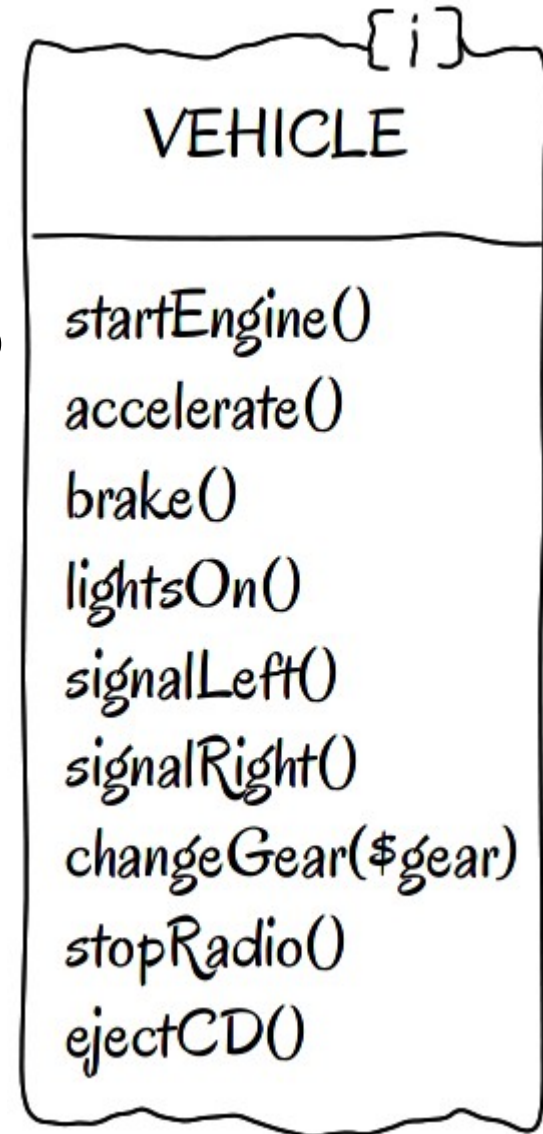 {i}
VEHICLE
startEngine()
accelerate()
brake()
lightsOn()
signalLeft()
signalRight()
changeGear($gear)
stopRadio()
ejectCD()